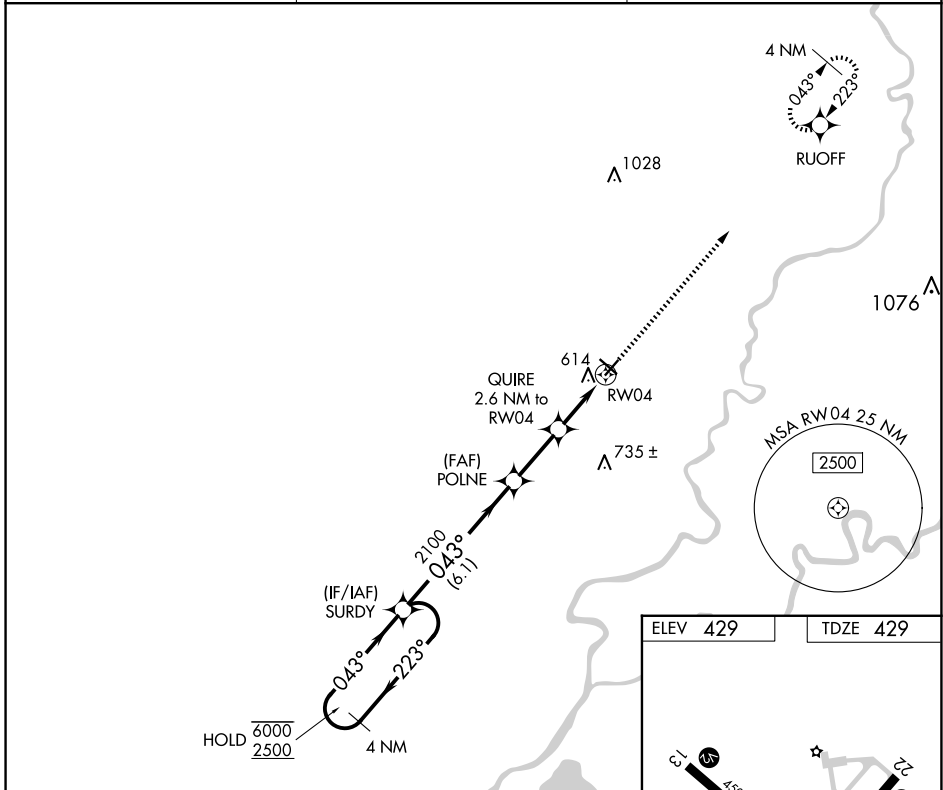 4 NM
043°
223°
RUOFF
1028
1076
614
QUIRE
2.6 NM to
RW04
RW04
MSA RW04 25 NM
2500
(FAF)
POLNE
735 ±
2100
043°
(6.1)
(IF/IAF)
SURDY
043°
223°
HOLD 6000
2500
4 NM
ELEV 429
TDZE 429
13
V5
22